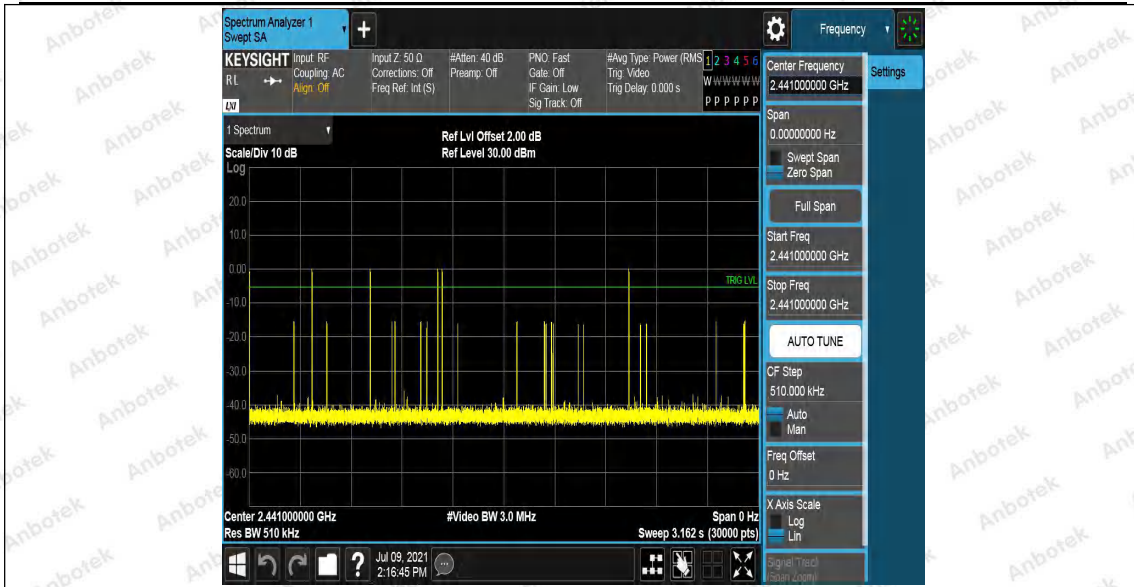 Spectrum Analyzer 1
Swept SA
Frequency
KEYSIGHT
RL
LXI
Input: RF
Coupling: AC
Align: Off
Input Z: 50 Ω
Corrections: Off
Freq Ref: Int (S)
#Atten: 40 dB
Preamp: Off
PNO: Fast
Gate: Off
IF Gain: Low
Sig Track: Off
#Avg Type: Power (RMS
Trig: Video
Trig Delay: 0.000 s
1 2 3 4 5 6
W W W W W W
P P P P P P
Center Frequency
2.441000000 GHz
Settings
Span
0.00000000 Hz
Swept Span
Zero Span
Full Span
Start Freq
2.441000000 GHz
Stop Freq
2.441000000 GHz
AUTO TUNE
CF Step
510.000 kHz
Auto
Man
Freq Offset
0 Hz
X Axis Scale
Log
Lin
Signal Track
(Span Zoom)
1 Spectrum
Scale/Div 10 dB
Ref Lvl Offset 2.00 dB
Ref Level 30.00 dBm
Log
20.0
10.0
0.00
TRIG LVL
-10.0
-20.0
-30.0
-40.0
-50.0
-60.0
Center 2.441000000 GHz
#Video BW 3.0 MHz
Span 0 Hz
Res BW 510 kHz
Sweep 3.162 s (30000 pts)
?
Jul 09, 2021
2:16:45 PM
Anbotek